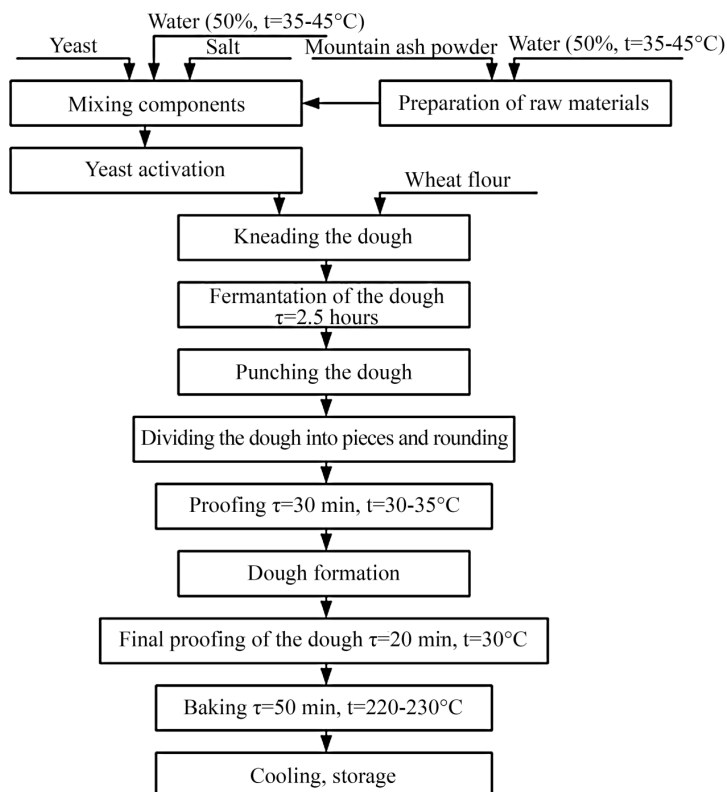 Water (50%, t=35-45°C)
Yeast
Salt
Mountain ash powder
Water (50%, t=35-45°C)
Mixing components
Preparation of raw materials
Yeast activation
Wheat flour
Kneading the dough
Fermantation of the dough
τ=2.5 hours
Punching the dough
Dividing the dough into pieces and rounding
Proofing τ=30 min, t=30-35°C
Dough formation
Final proofing of the dough τ=20 min, t=30°C
Baking τ=50 min, t=220-230°C
Cooling, storage